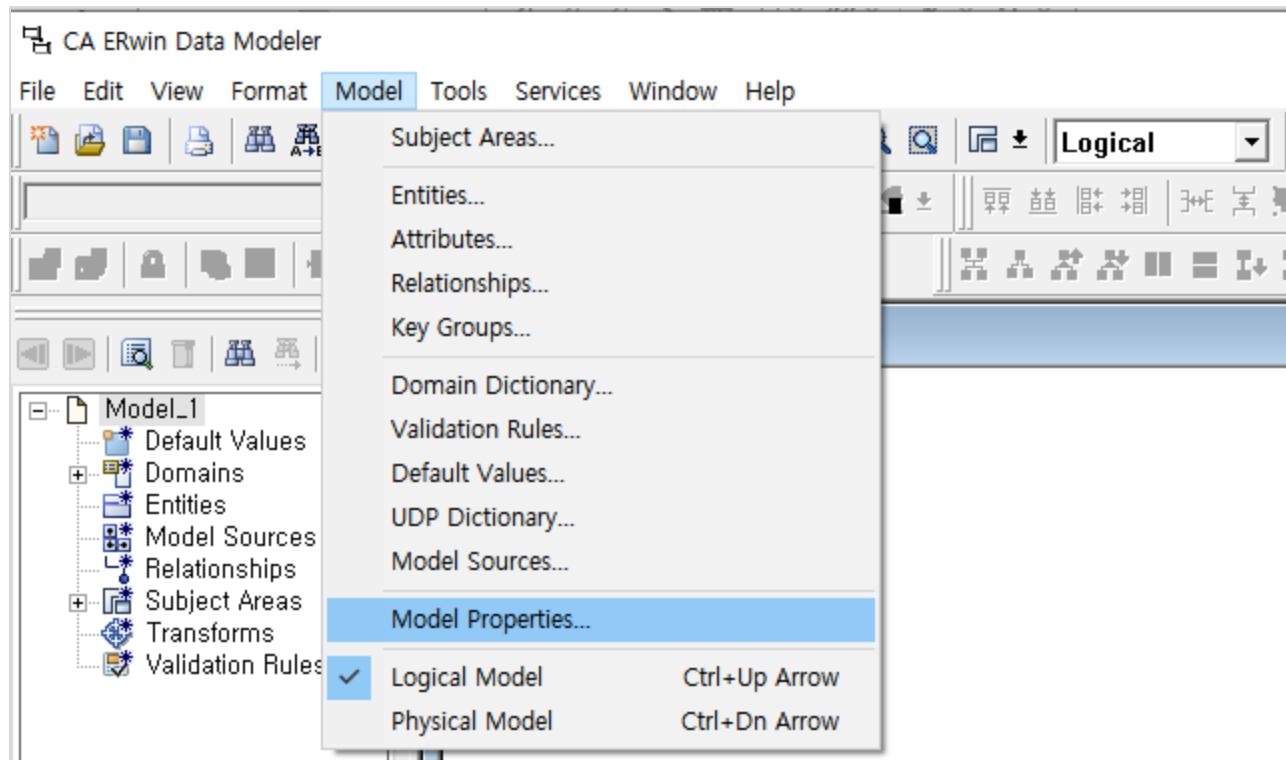 CA ERwin Data Modeler
File Edit View Format Model Tools Services Window Help
Logical
Subject Areas...
Entities...
Attributes...
Relationships...
Key Groups...
Domain Dictionary...
Validation Rules...
Default Values...
UDP Dictionary...
Model Sources...
Model Properties...
Logical Model Ctrl+Up Arrow
Physical Model Ctrl+Dn Arrow
Model_1
Default Values
Domains
Entities
Model Sources
Relationships
Subject Areas
Transforms
Validation Rules